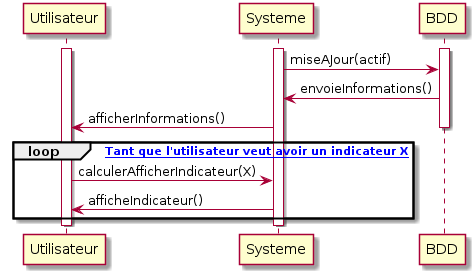 Utilisateur
Systeme
BDD
miseAJour(actif)
envoieInformations()
afficherInformations()
loop
Tant que l'utilisateur veut avoir un indicateur X
calculerAfficherIndicateur(X)
afficheIndicateur()
Utilisateur
Systeme
BDD